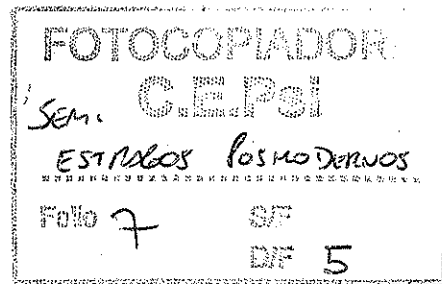 FOTOCOPIADOR
C.E.Psi
SEM.
ESTRAGOS POSMODERNOS
Folio 7 S/F
D/F 5